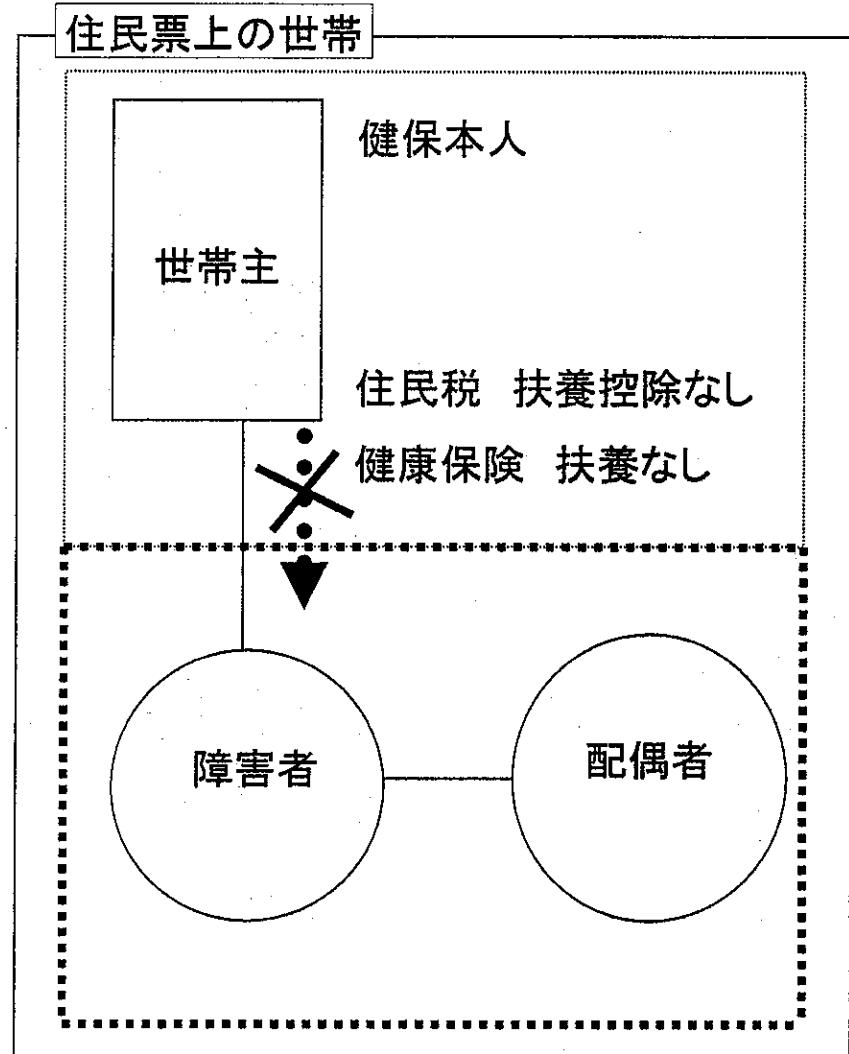 住民票上の世帯
健保本人
世帯主
住民税 扶養控除なし
健康保険 扶養なし
障害者
配偶者